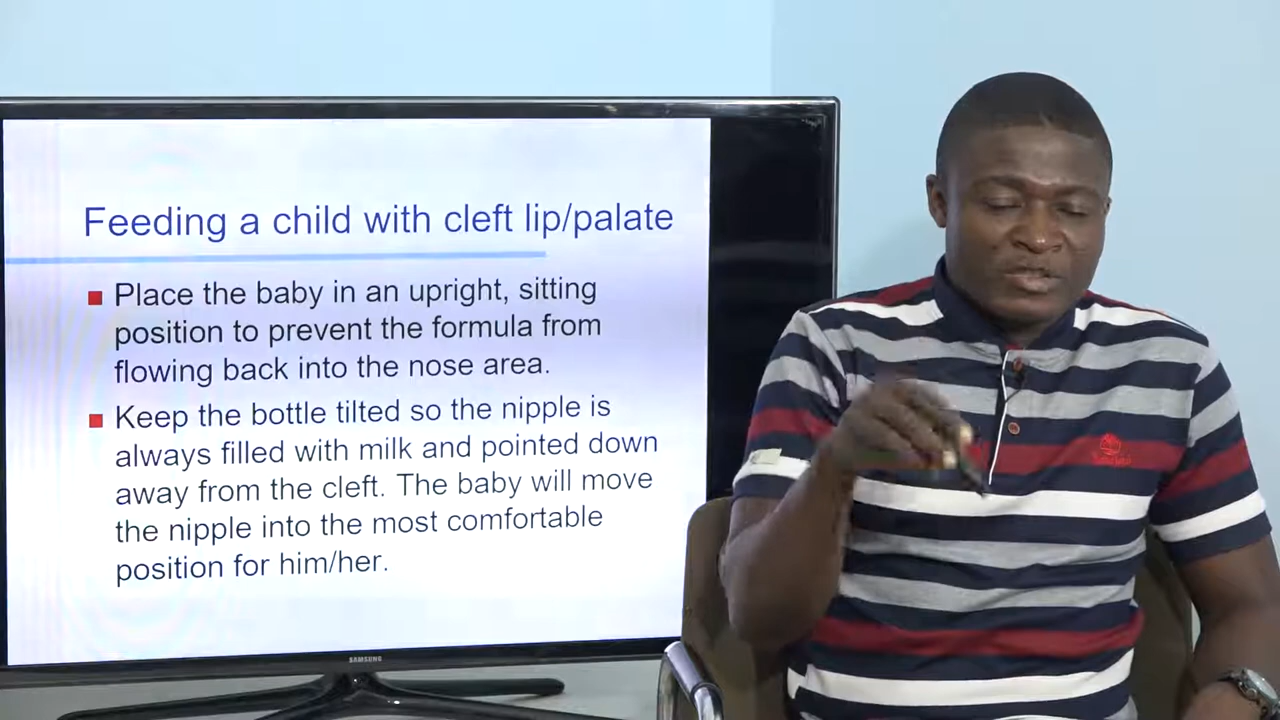 Feeding a child with cleft lip/palate
Place the baby in an upright, sitting
position to prevent the formula from
flowing back into the nose area.
Keep the bottle tilted so the nipple is
always filled with milk and pointed down
away from the cleft. The baby will move
the nipple into the most comfortable
position for him/her.
SAMSUNG